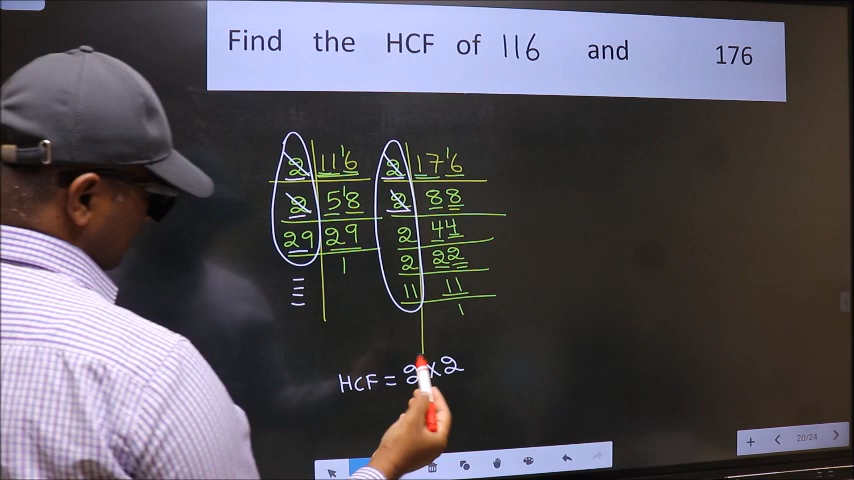 Find the HCF of 116 and 176
2 116 2 176
2 58 2 88
29 29 2 44
1 2 22
11 11
1
HCF = 2 × 2
20/24